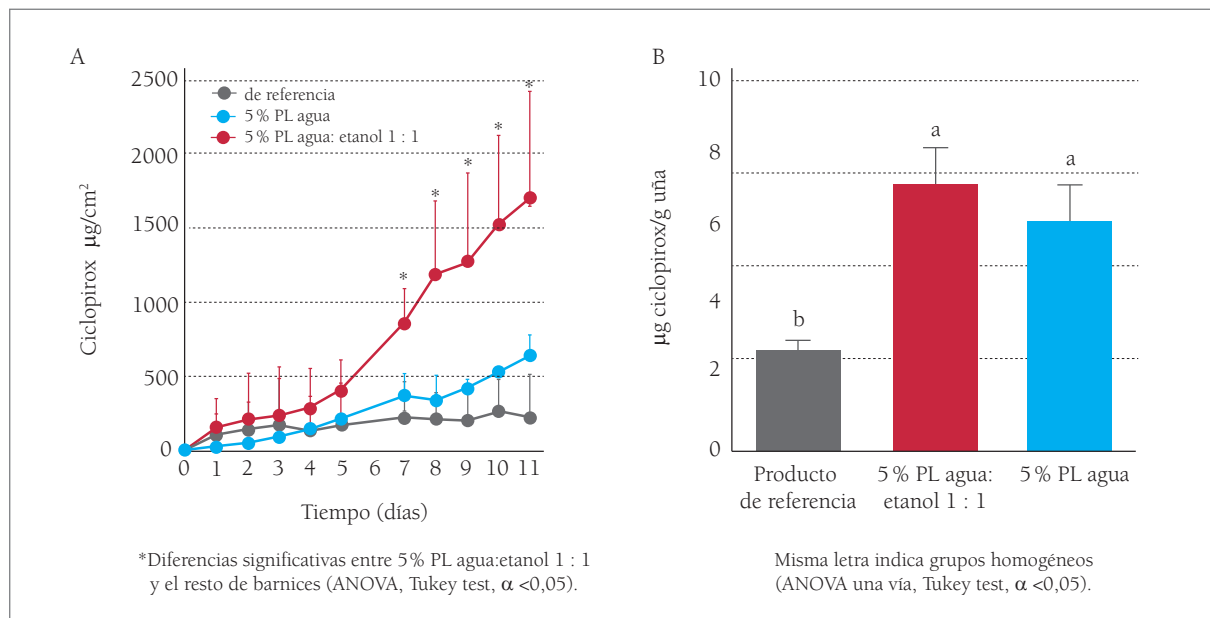 A
2500
2000
1500
1000
500
0
Ciclopirox µg/cm²
de referencia
5 % PL agua
5 % PL agua: etanol 1 : 1
* * * * *
0 1 2 3 4 5 6 7 8 9 10 11
Tiempo (días)
*Diferencias significativas entre 5 % PL agua:etanol 1 : 1
y el resto de barnices (ANOVA, Tukey test, α <0,05).
B
10
8
6
4
2
0
µg ciclopirox/g uña
b a a
Producto
de referencia
5 % PL agua:
etanol 1 : 1
5 % PL agua
Misma letra indica grupos homogéneos
(ANOVA una vía, Tukey test, α <0,05).